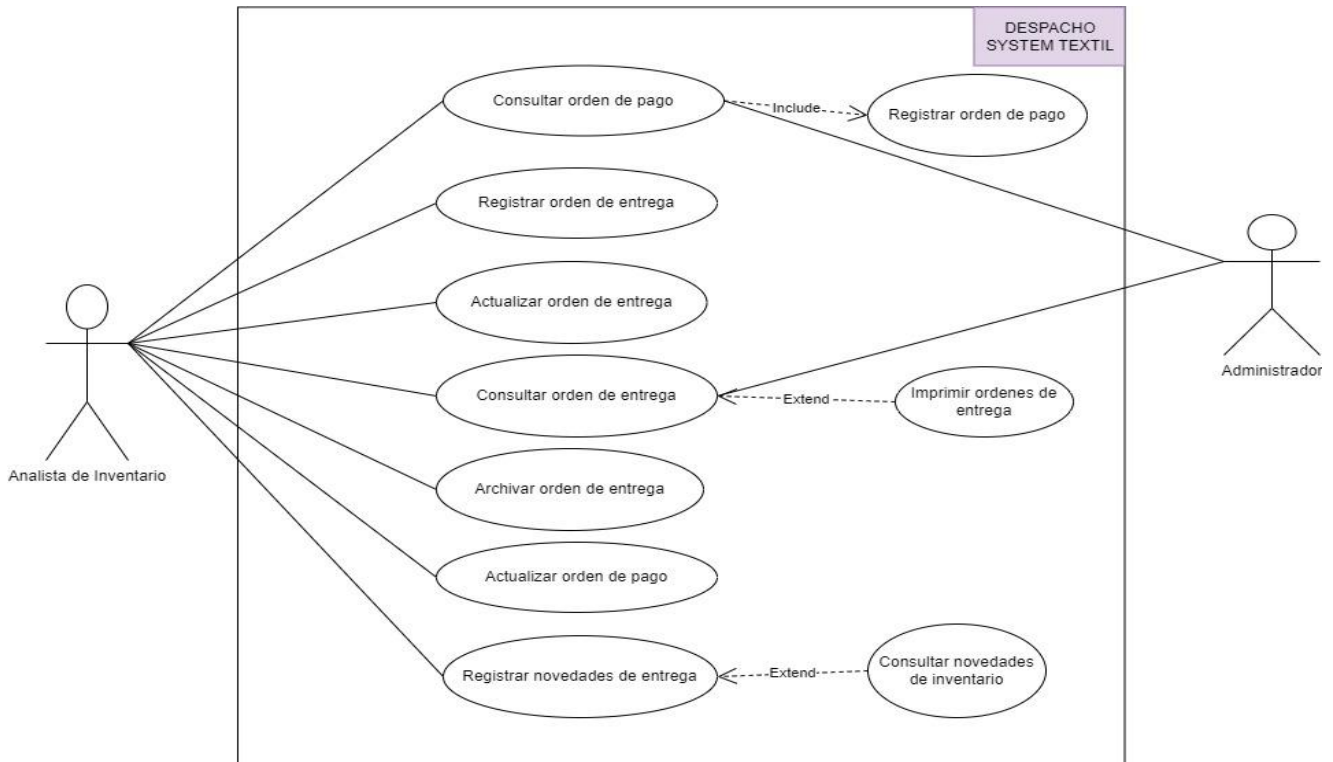 DESPACHO
SYSTEM TEXTIL
Consultar orden de pago
Include
Registrar orden de pago
Registrar orden de entrega
Actualizar orden de entrega
Consultar orden de entrega
Extend
Imprimir ordenes de
entrega
Administrador
Analista de Inventario
Archivar orden de entrega
Actualizar orden de pago
Registrar novedades de entrega
Extend
Consultar novedades
de inventario